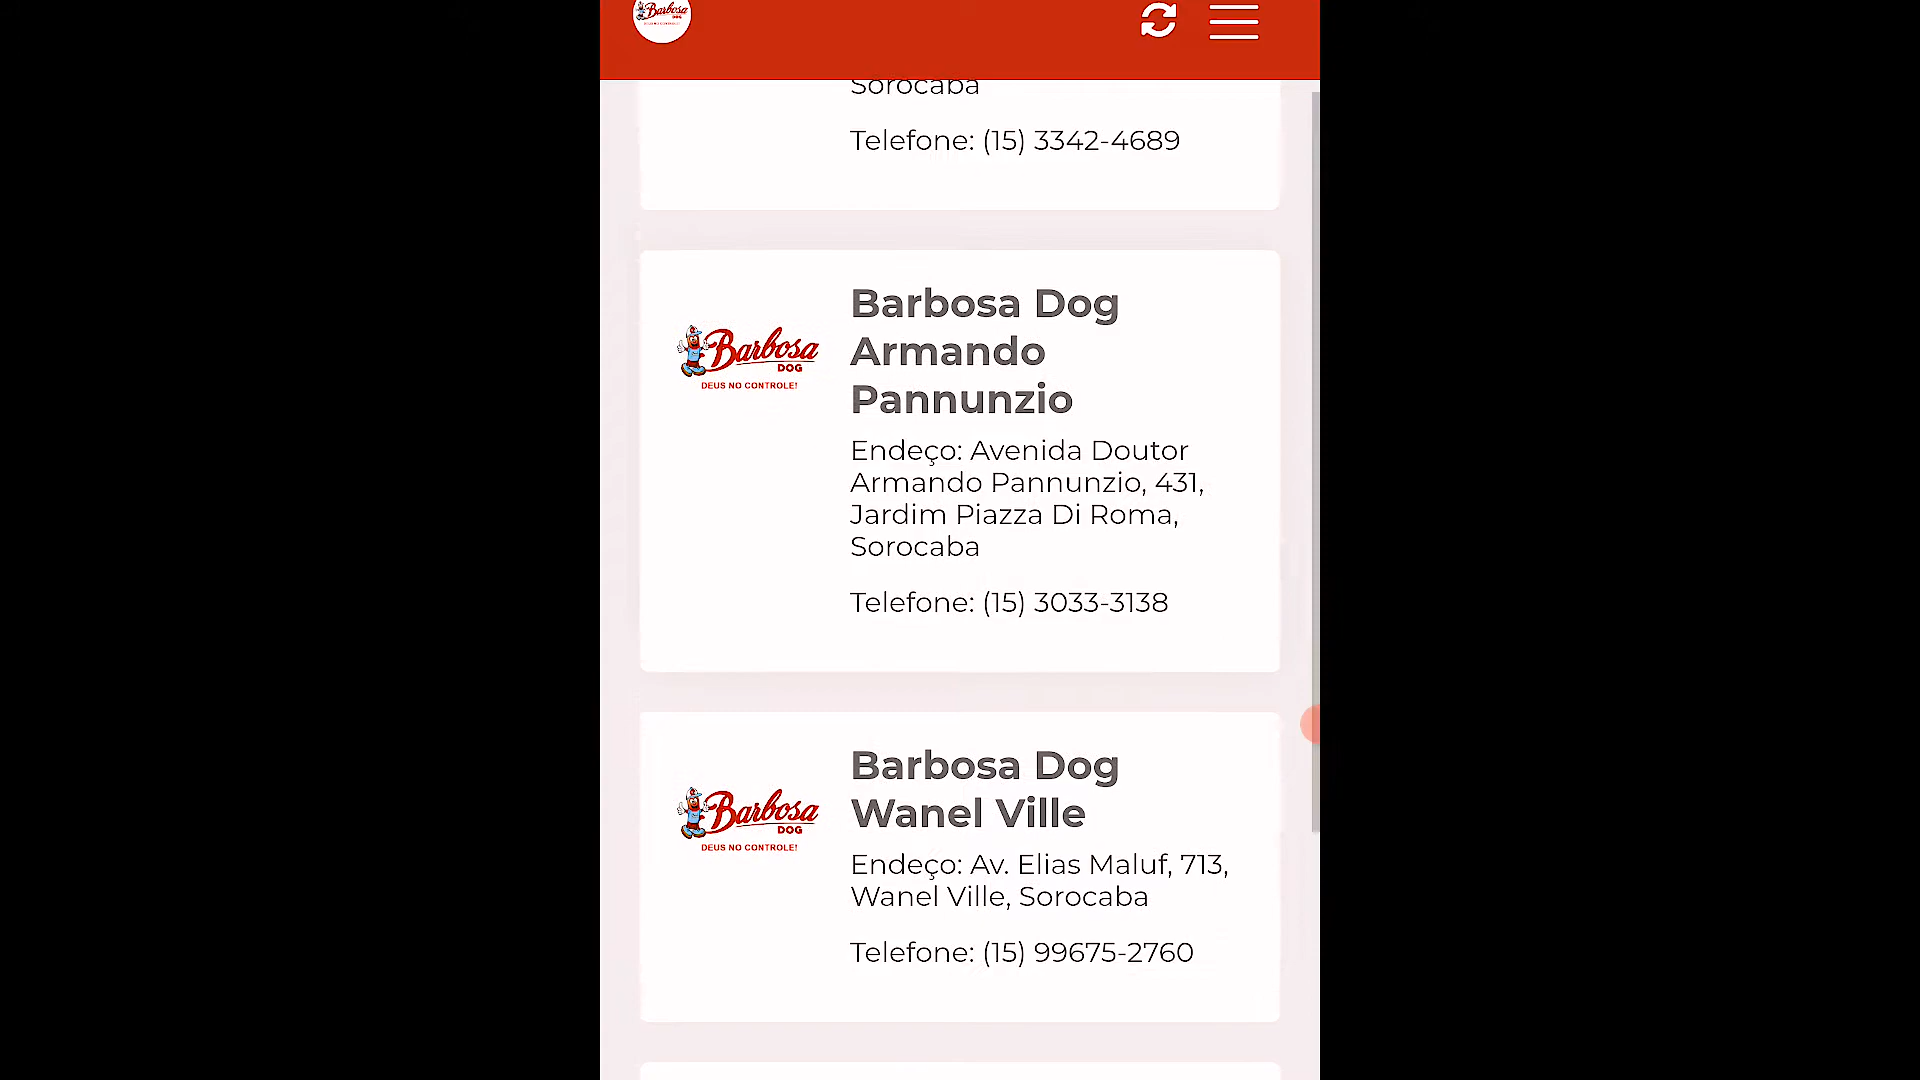 Barbosa
DOG
Sorocaba
Telefone: (15) 3342-4689
Barbosa Dog
Armando
Pannunzio
Barbosa
DOG
DEUS NO CONTROLE!
Endeço: Avenida Doutor
Armando Pannunzio, 431,
Jardim Piazza Di Roma,
Sorocaba
Telefone: (15) 3033-3138
Barbosa Dog
Wanel Ville
Barbosa
DOG
DEUS NO CONTROLE!
Endeço: Av. Elias Maluf, 713,
Wanel Ville, Sorocaba
Telefone: (15) 99675-2760